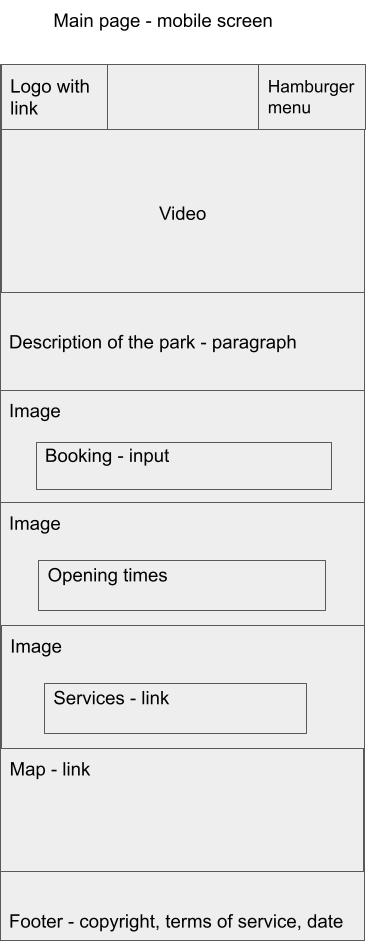 Main page - mobile screen
Logo with
link
Hamburger
menu
Video
Description of the park - paragraph
Image
Booking - input
Image
Opening times
Image
Services - link
Map - link
Footer - copyright, terms of service, date